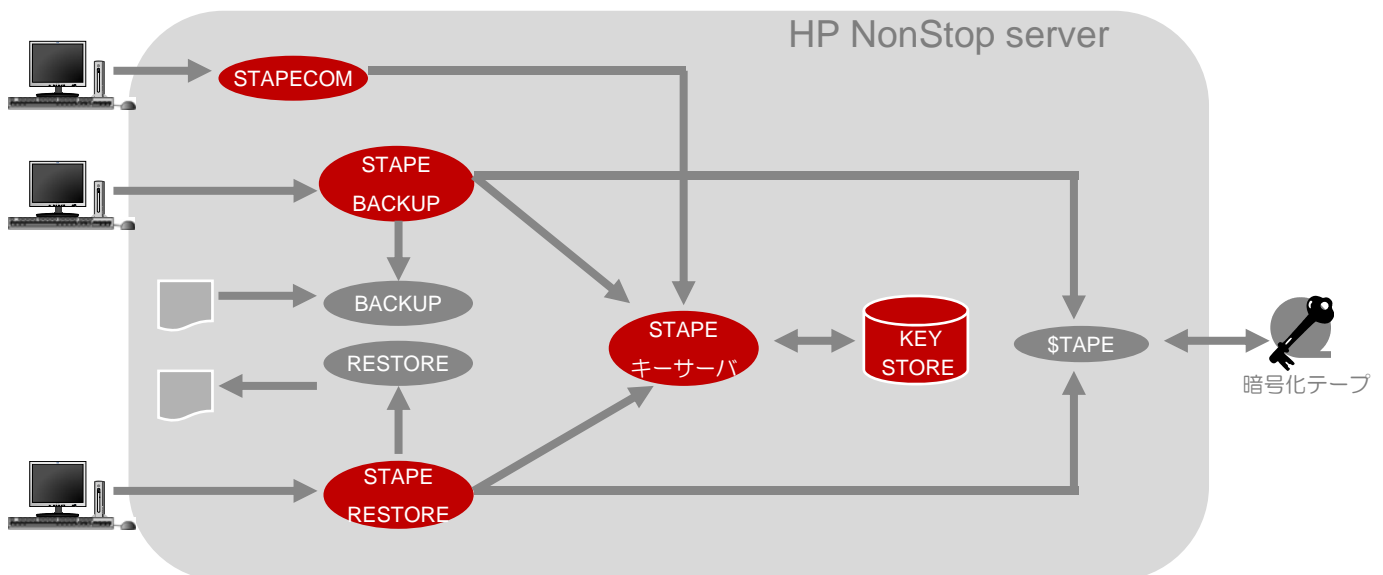 HP NonStop server
STAPECOM
STAPE
BACKUP
BACKUP
STAPE
キーサーバ
KEY
STORE
$TAPE
暗号化テープ
RESTORE
STAPE
RESTORE